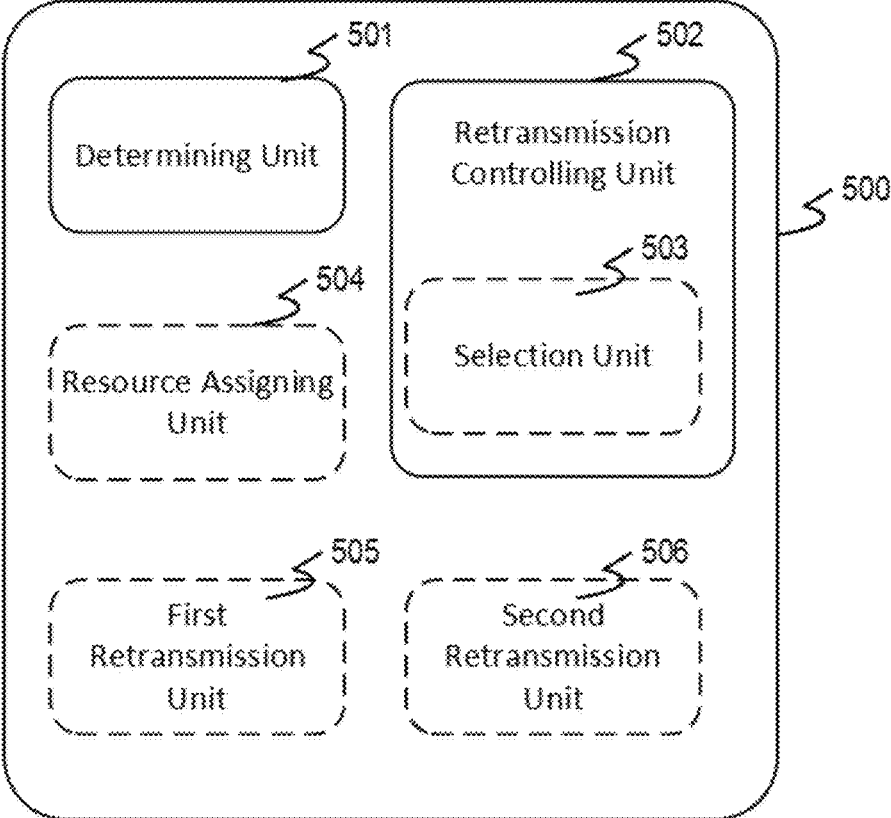 501
502
Determining Unit
Retransmission
Controlling Unit
500
503
504
Selection Unit
Resource Assigning
Unit
505
506
First
Retransmission
Unit
Second
Retransmission
Unit